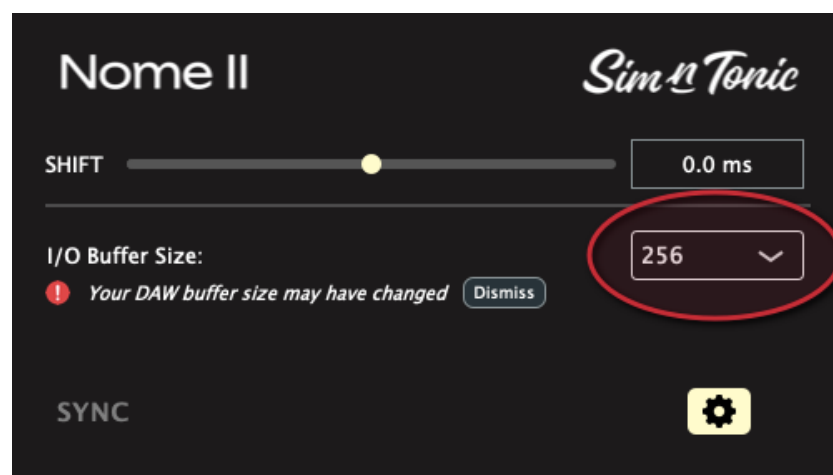 Nome II
Sim n Tonic
SHIFT
0.0 ms
I/O Buffer Size:
256
! Your DAW buffer size may have changed Dismiss
SYNC